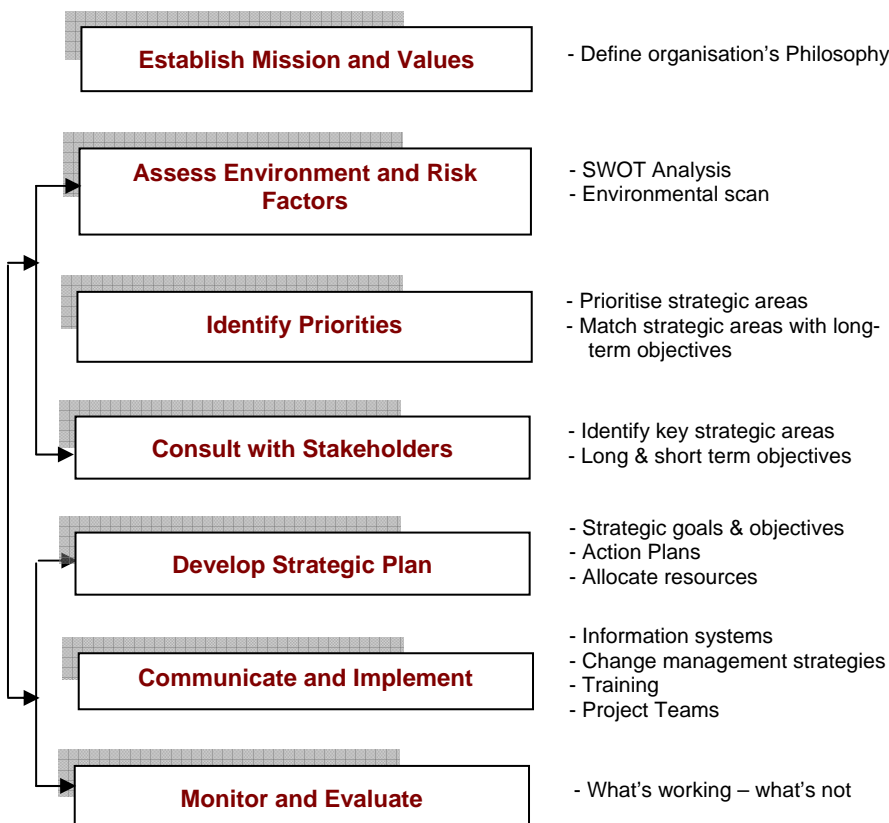 Establish Mission and Values
- Define organisation's Philosophy
Assess Environment and Risk
Factors
- SWOT Analysis
- Environmental scan
Identify Priorities
- Prioritise strategic areas
- Match strategic areas with long-
term objectives
Consult with Stakeholders
- Identify key strategic areas
- Long & short term objectives
Develop Strategic Plan
- Strategic goals & objectives
- Action Plans
- Allocate resources
Communicate and Implement
- Information systems
- Change management strategies
- Training
- Project Teams
Monitor and Evaluate
- What's working – what's not